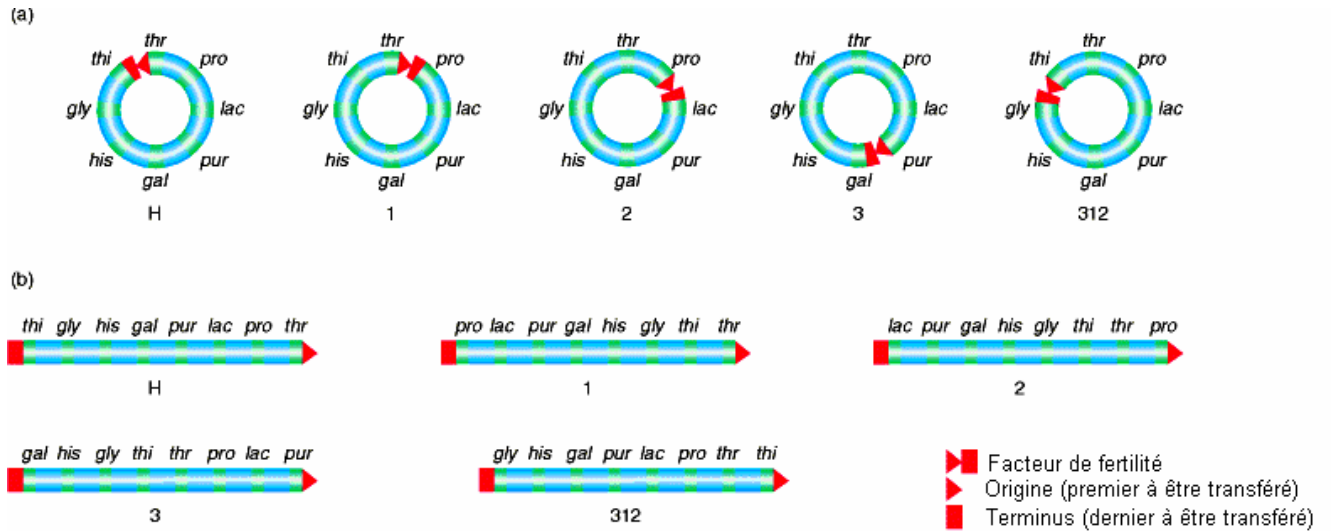 (a)
thr
thi
pro
gly
lac
his
pur
gal
H
thr
thi
pro
gly
lac
his
pur
gal
1
thr
thi
pro
gly
lac
his
pur
gal
2
thr
thi
pro
gly
lac
his
pur
gal
3
thr
thi
pro
gly
lac
his
pur
gal
312
(b)
thi gly his gal pur lac pro thr
H
pro lac pur gal his gly thi thr
1
lac pur gal his gly thi thr pro
2
gal his gly thi thr pro lac pur
3
gly his gal pur lac pro thr thi
312
Facteur de fertilité
Origine (premier à être transféré)
Terminus (dernier à être transféré)